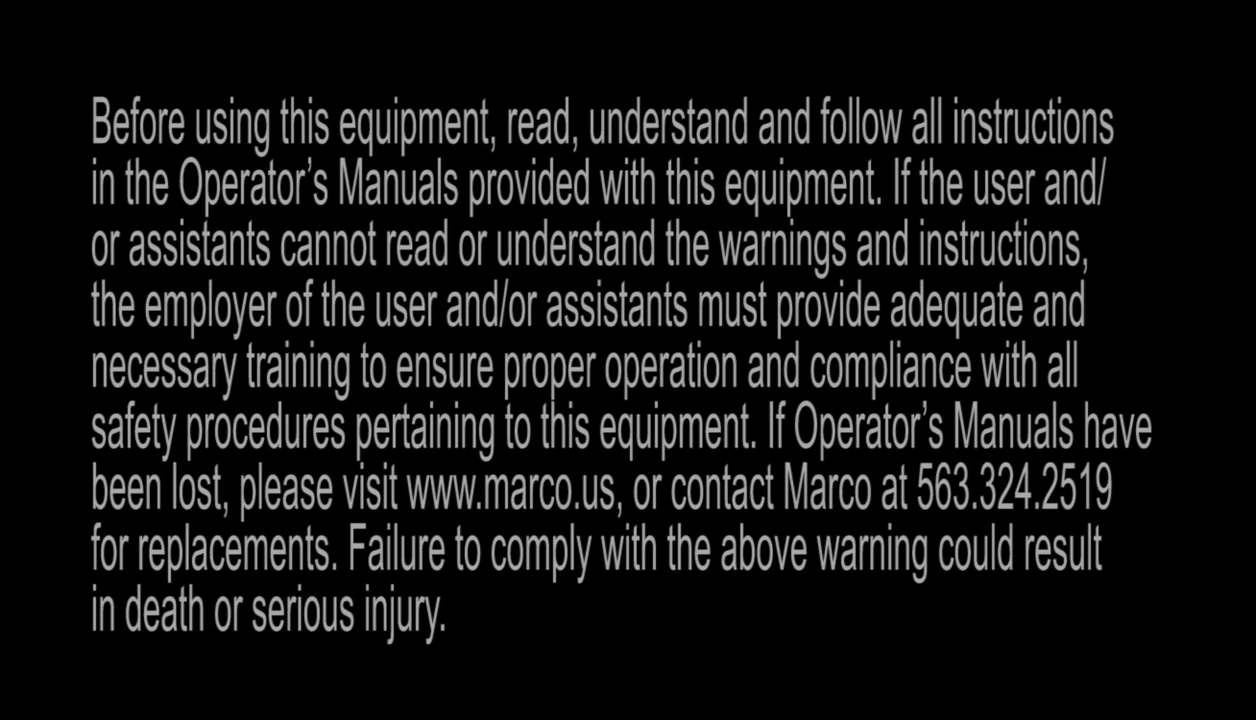 Before using this equipment, read, understand and follow all instructions
in the Operator’s Manuals provided with this equipment. If the user and/
or assistants cannot read or understand the warnings and instructions,
the employer of the user and/or assistants must provide adequate and
necessary training to ensure proper operation and compliance with all
safety procedures pertaining to this equipment. If Operator’s Manuals have
been lost, please visit www.marco.us, or contact Marco at 563.324.2519
for replacements. Failure to comply with the above warning could result
in death or serious injury.